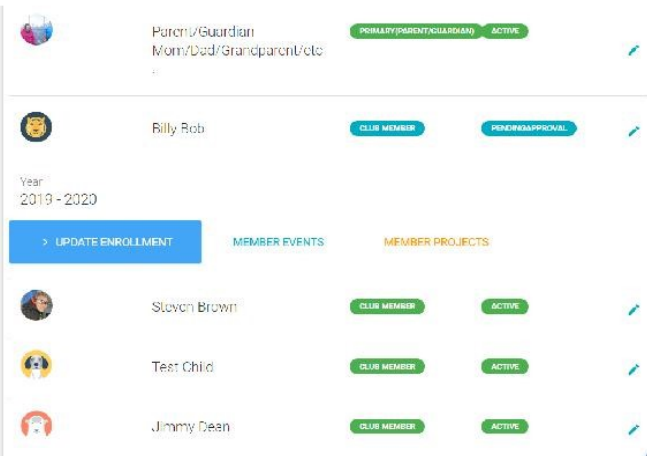 Parent/Guardian PRIMARY(PARENT/GUARDIAN) ACTIVE
Mom/Dad/Grandparent/etc
.
Billy Bob CLUB MEMBER PENDINGAPPROVAL
Year
2019 - 2020
> UPDATE ENROLLMENT MEMBER EVENTS MEMBER PROJECTS
Steven Brown CLUB MEMBER ACTIVE
Test Child CLUB MEMBER ACTIVE
Jimmy Dean CLUB MEMBER ACTIVE